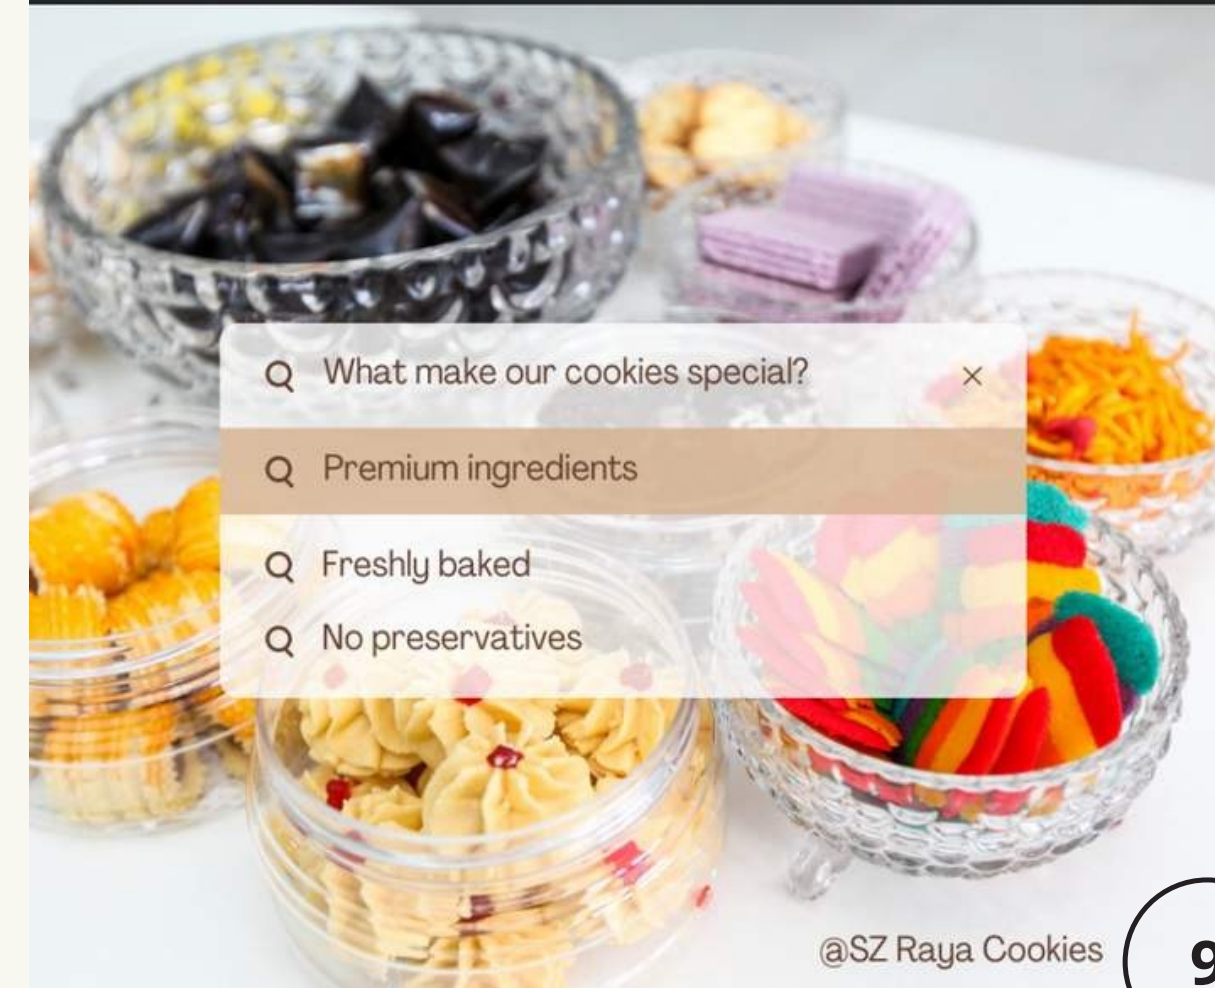 What make our cookies special?
Premium ingredients
Freshly baked
No preservatives
@SZ Raya Cookies
9